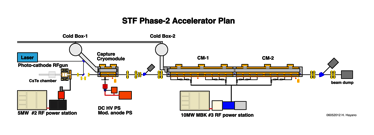 STF Phase-2 Accelerator Plan
Cold Box-1
Cold Box-2
Laser
Capture
Cryomodule
Photo-cathode RFgun
CsTe chamber
CM-1
CM-2
beam dump
DC HV PS
Mod. anode PS
5MW #2 RF power station
10MW MBK #3 RF power station